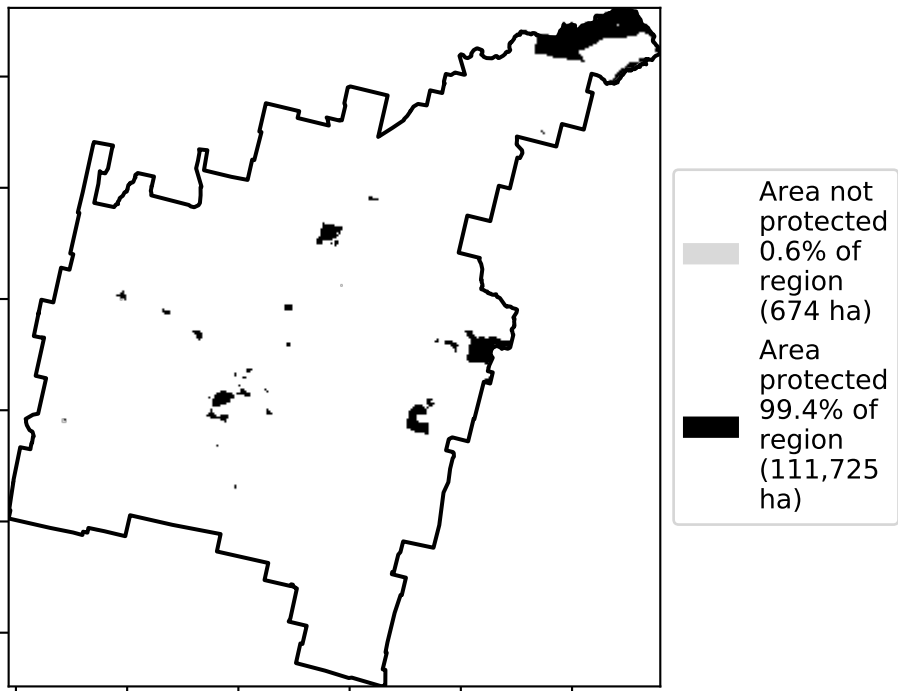 Area not
protected
0.6% of
region
(674 ha)
Area
protected
99.4% of
region
(111,725
ha)